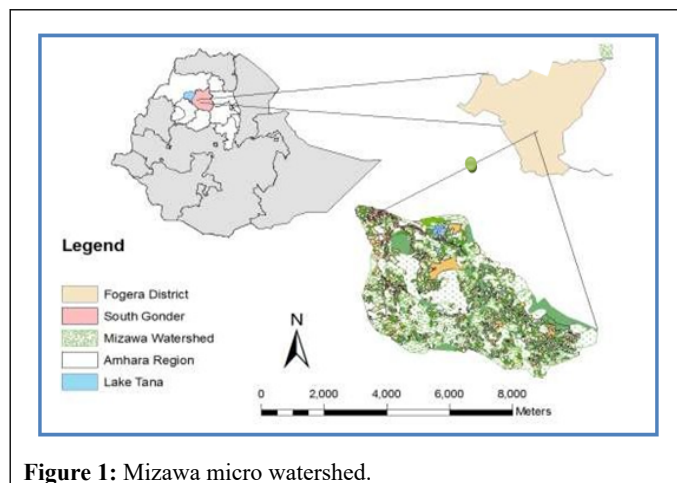 Legend
Fogera District
South Gonder
Mizawa Watershed
Amhara Region
Lake Tana
N
0 2,000 4,000 6,000 8,000
Meters
Figure 1: Mizawa micro watershed.